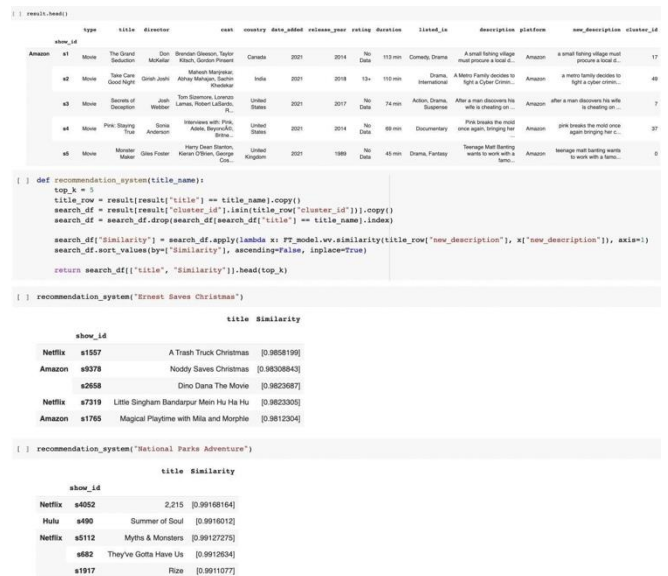 [ ] result.head()
type title director cast country date_added release_year rating duration listed_in description platform new_description cluster_id
show_id
Amazon s1 Movie The Grand Seduction Don McKellar Brendan Gleeson, Taylor Kitsch, Gordon Pinsent Canada 2021 2014 No Data 113 min Comedy, Drama A small fishing village must procure a local d... Amazon a small fishing village must procure a local d... 17
s2 Movie Take Care Good Night Girish Joshi Mahesh Manjrekar, Abhay Mahajan, Sachin Khedekar India 2021 2018 13+ 110 min Drama, International A Metro Family decides to fight a Cyber Crimin... Amazon a metro family decides to fight a cyber crimin... 49
s3 Movie Secrets of Deception Josh Webber Tom Sizemore, Lorenzo Lamas, Robert LaSardo, R... United States 2021 2017 No Data 74 min Action, Drama, Suspense After a man discovers his wife is cheating on ... Amazon after a man discovers his wife is cheating on ... 7
s4 Movie Pink: Staying True Sonia Anderson Interviews with: Pink, Adele, BeyoncÃ©, Britne... United States 2021 2014 No Data 69 min Documentary Pink breaks the mold once again, bringing her ... Amazon pink breaks the mold once again bringing her c... 37
s5 Movie Monster Maker Giles Foster Harry Dean Stanton, Kieran O'Brien, George Cos... United Kingdom 2021 1989 No Data 45 min Drama, Fantasy Teenage Matt Banting wants to work with a famo... Amazon teenage matt banting wants to work with a famo... 0
[ ] def recommendation_system(title_name):
top_k = 5
title_row = result[result["title"] == title_name].copy()
search_df = result[result["cluster_id"].isin(title_row["cluster_id"])].copy()
search_df = search_df.drop(search_df[search_df["title"] == title_name].index)
search_df["Similarity"] = search_df.apply(lambda x: FT_model.wv.similarity(title_row["new_description"], x["new_description"]), axis=1)
search_df.sort_values(by=["Similarity"], ascending=False, inplace=True)
return search_df[["title", "Similarity"]].head(top_k)
[ ] recommendation_system("Ernest Saves Christmas")
title Similarity
show_id
Netflix s1557 A Trash Truck Christmas [0.9858199]
Amazon s9378 Noddy Saves Christmas [0.98308843]
s2658 Dino Dana The Movie [0.9823687]
Netflix s7319 Little Singham Bandarpur Mein Hu Ha Hu [0.9823305]
Amazon s1765 Magical Playtime with Mila and Morphle [0.9812304]
[ ] recommendation_system("National Parks Adventure")
title Similarity
show_id
Netflix s4052 2,215 [0.99168164]
Hulu s490 Summer of Soul [0.9916012]
Netflix s5112 Myths & Monsters [0.99127275]
s682 They've Gotta Have Us [0.9912634]
s1917 Rize [0.9911077]